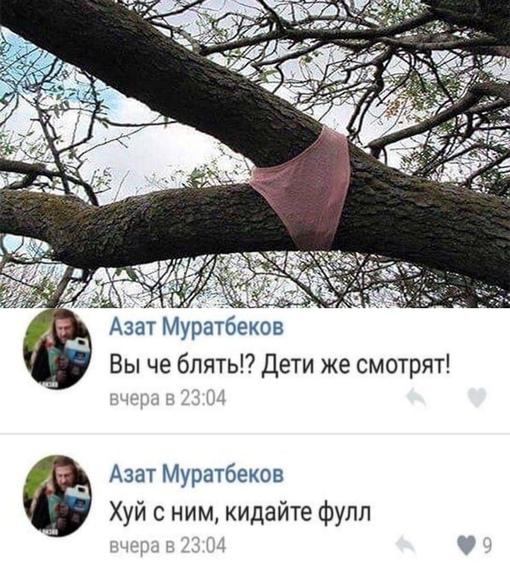 Азат Муратбеков
Вы че блять!? Дети же смотрят!
вчера в 23:04
Азат Муратбеков
Хуй с ним, кидайте фулл
вчера в 23:04
9